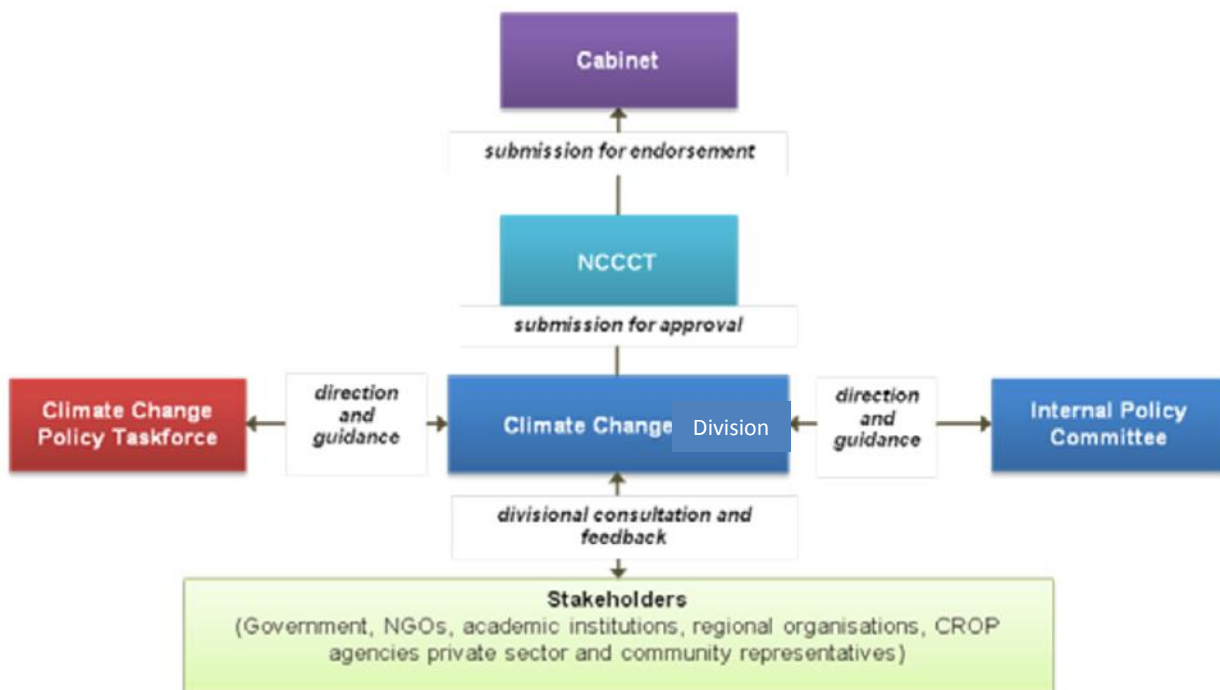 Cabinet
submission for endorsement
NCCCT
submission for approval
Climate Change
Policy Taskforce
direction
and
guidance
Climate Change Division
direction
and
guidance
Internal Policy
Committee
divisional consultation and
feedback
Stakeholders
(Government, NGOs, academic institutions, regional organisations, CROP
agencies private sector and community representatives)